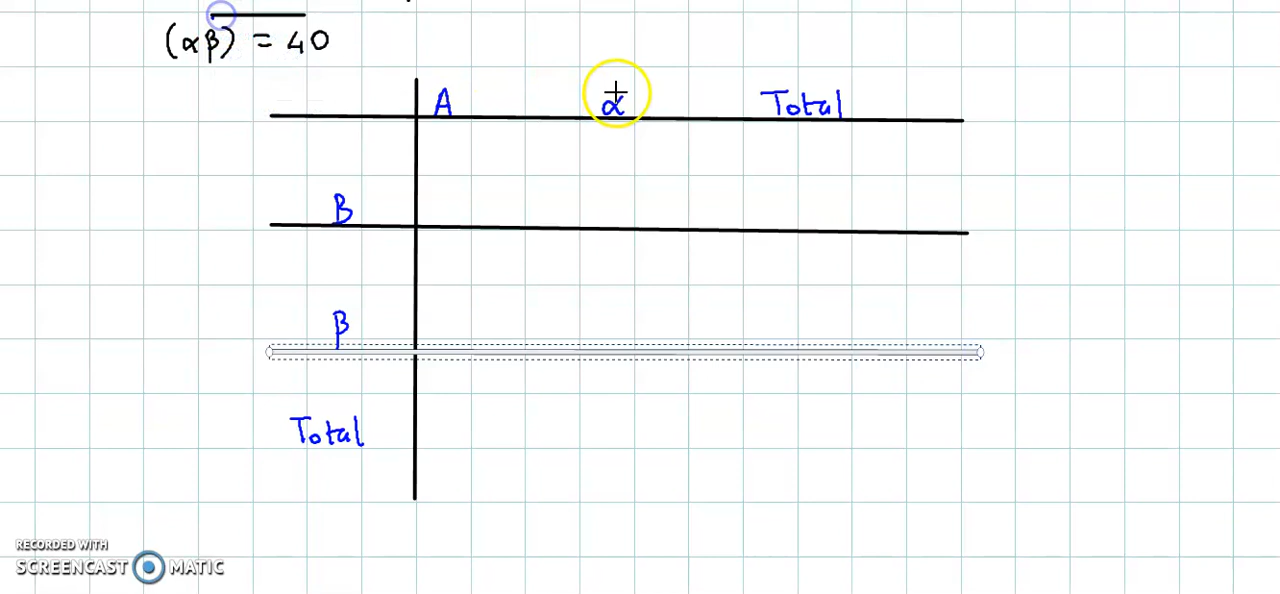 (αβ) = 40
A α Total
B
β
Total
RECORDED WITH
SCREENCAST MATIC